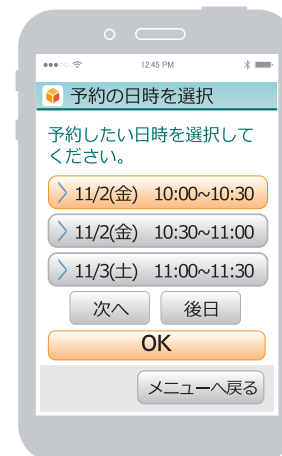 12:45 PM
予約の日時を選択
予約したい日時を選択して
ください。
11/2(金) 10:00~10:30
11/2(金) 10:30~11:00
11/3(土) 11:00~11:30
次へ 後日
OK
メニューへ戻る